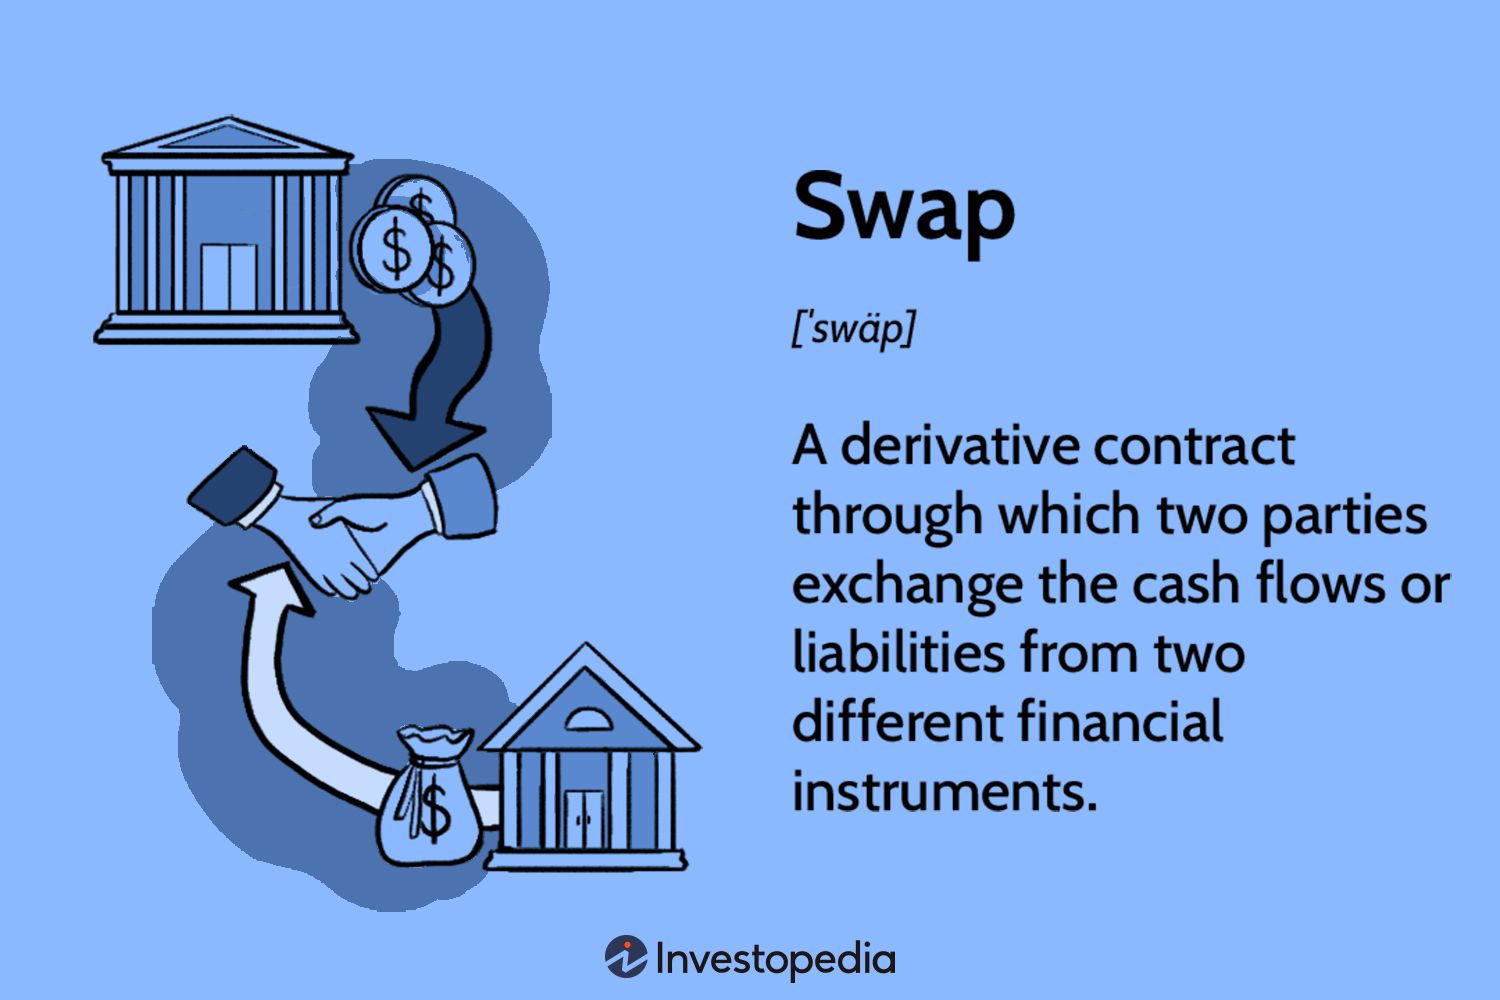 $
$
$
Swap
['swäp]
A derivative contract
through which two parties
exchange the cash flows or
liabilities from two
different financial
instruments.
$
Investopedia